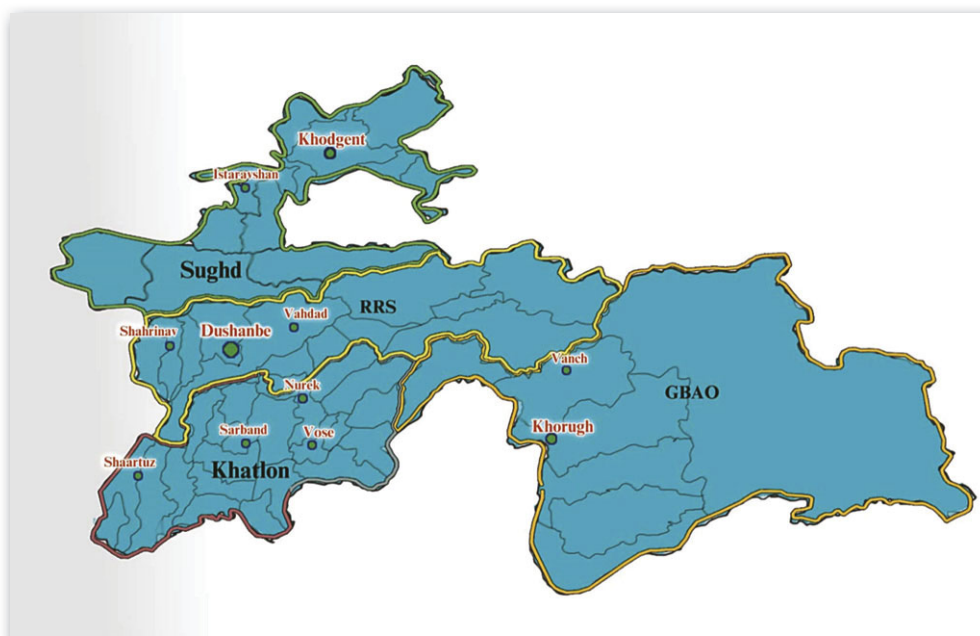 Khodgent
Istaravshan
Sughd
RRS
Vahdad
Shahrinav
Dushanbe
Vanch
Nurek
GBAO
Sarband
Vose
Khorugh
Shaartuz
Khatlon